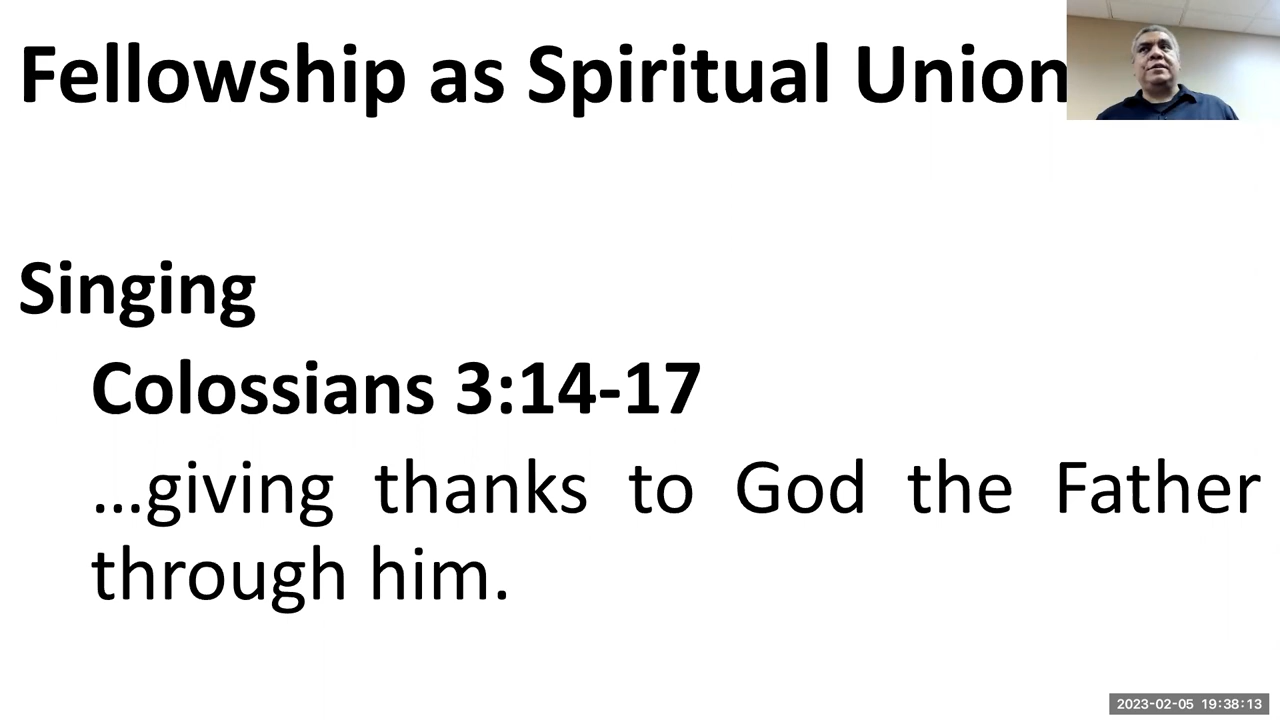 Fellowship as Spiritual Union
Singing
Colossians 3:14-17
...giving thanks to God the Father
through him.
2023-02-05 19:38:13